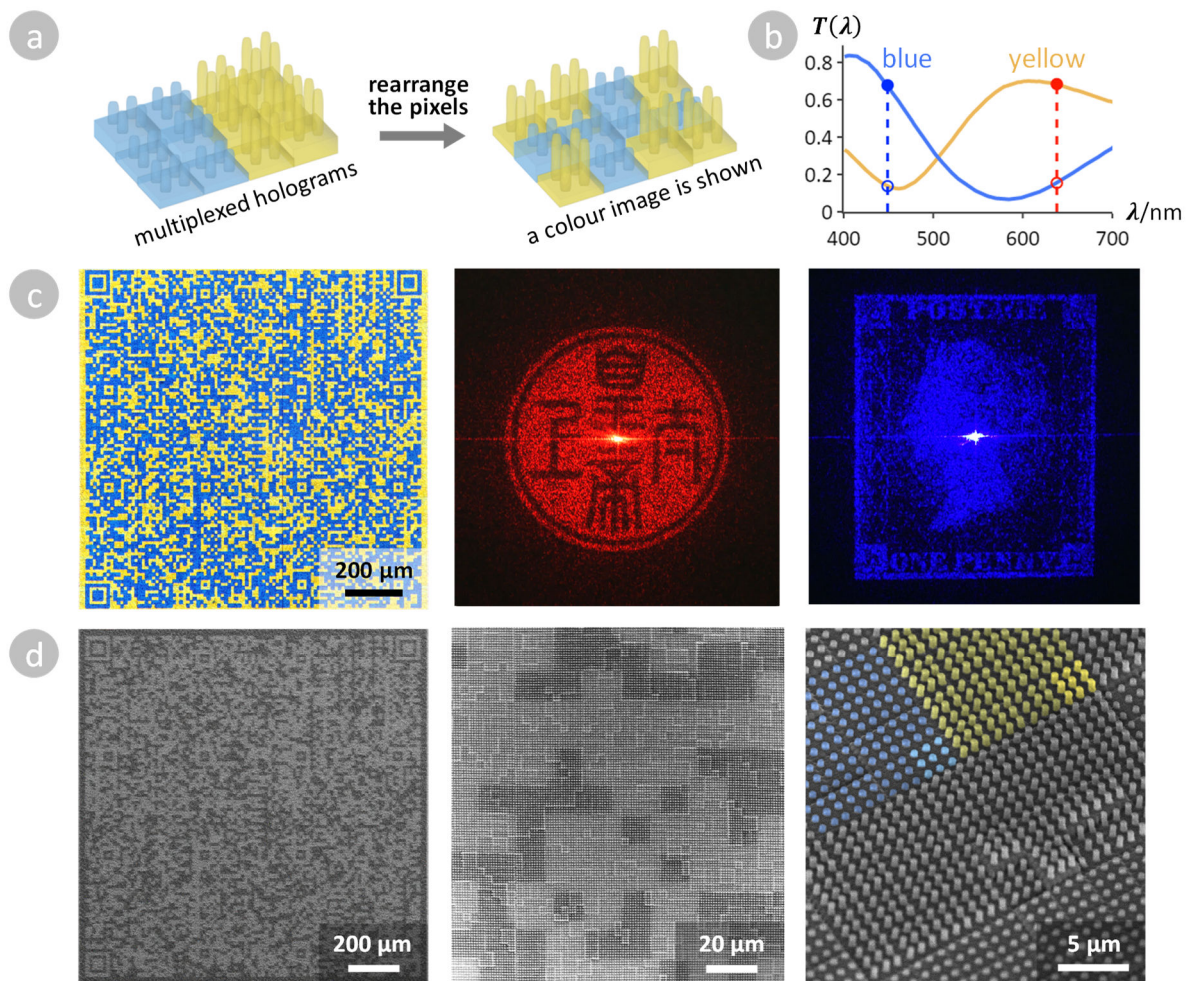 a
rearrange
the pixels
multiplexed holograms
a colour image is shown
b
T(λ)
blue
yellow
0.8
0.6
0.4
0.2
0
400
500
600
700
λ/nm
c
200 μm
POSTAGE
ONE PENNY.
d
200 μm
20 μm
5 μm